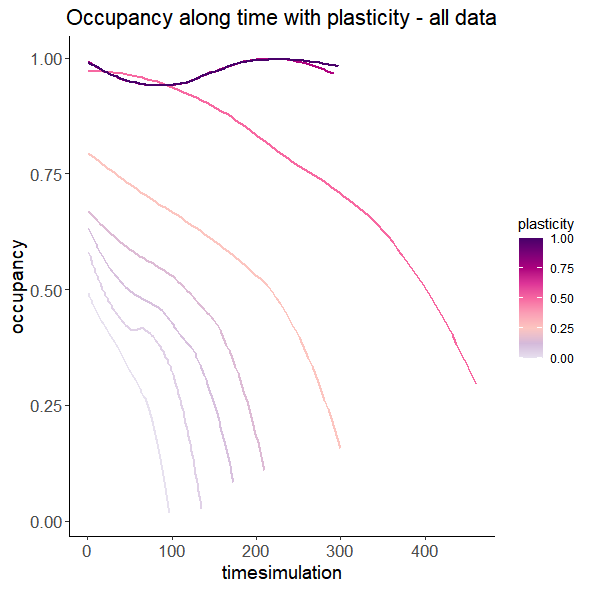 Occupancy along time with plasticity - all data
1.00
0.75
0.50
0.25
0.00
occupancy
0 100 200 300 400
timesimulation
plasticity
1.00
0.75
0.50
0.25
0.00